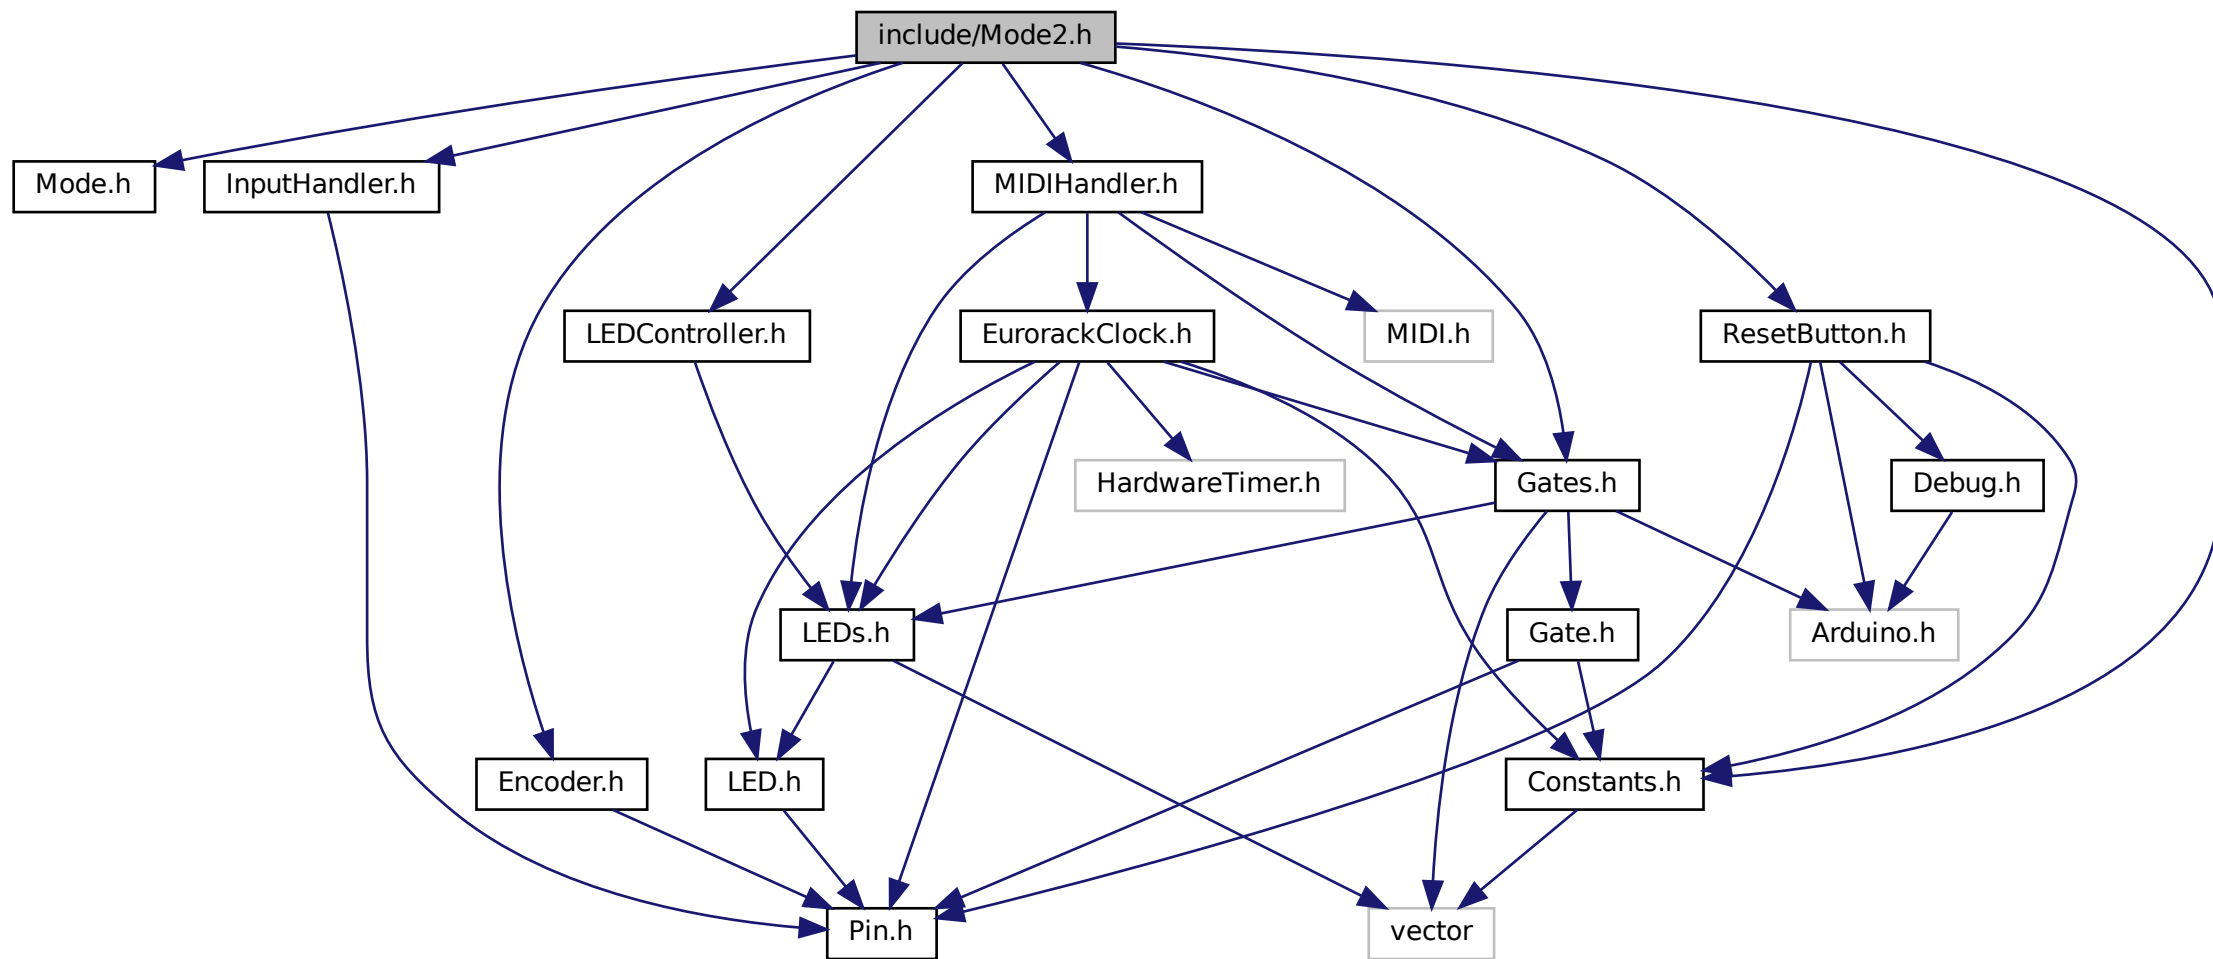 include/Mode2.h
Mode.h
InputHandler.h
MIDIHandler.h
LEDController.h
EurorackClock.h
MIDI.h
ResetButton.h
HardwareTimer.h
Gates.h
Debug.h
LEDs.h
Gate.h
Arduino.h
Encoder.h
LED.h
Constants.h
Pin.h
vector